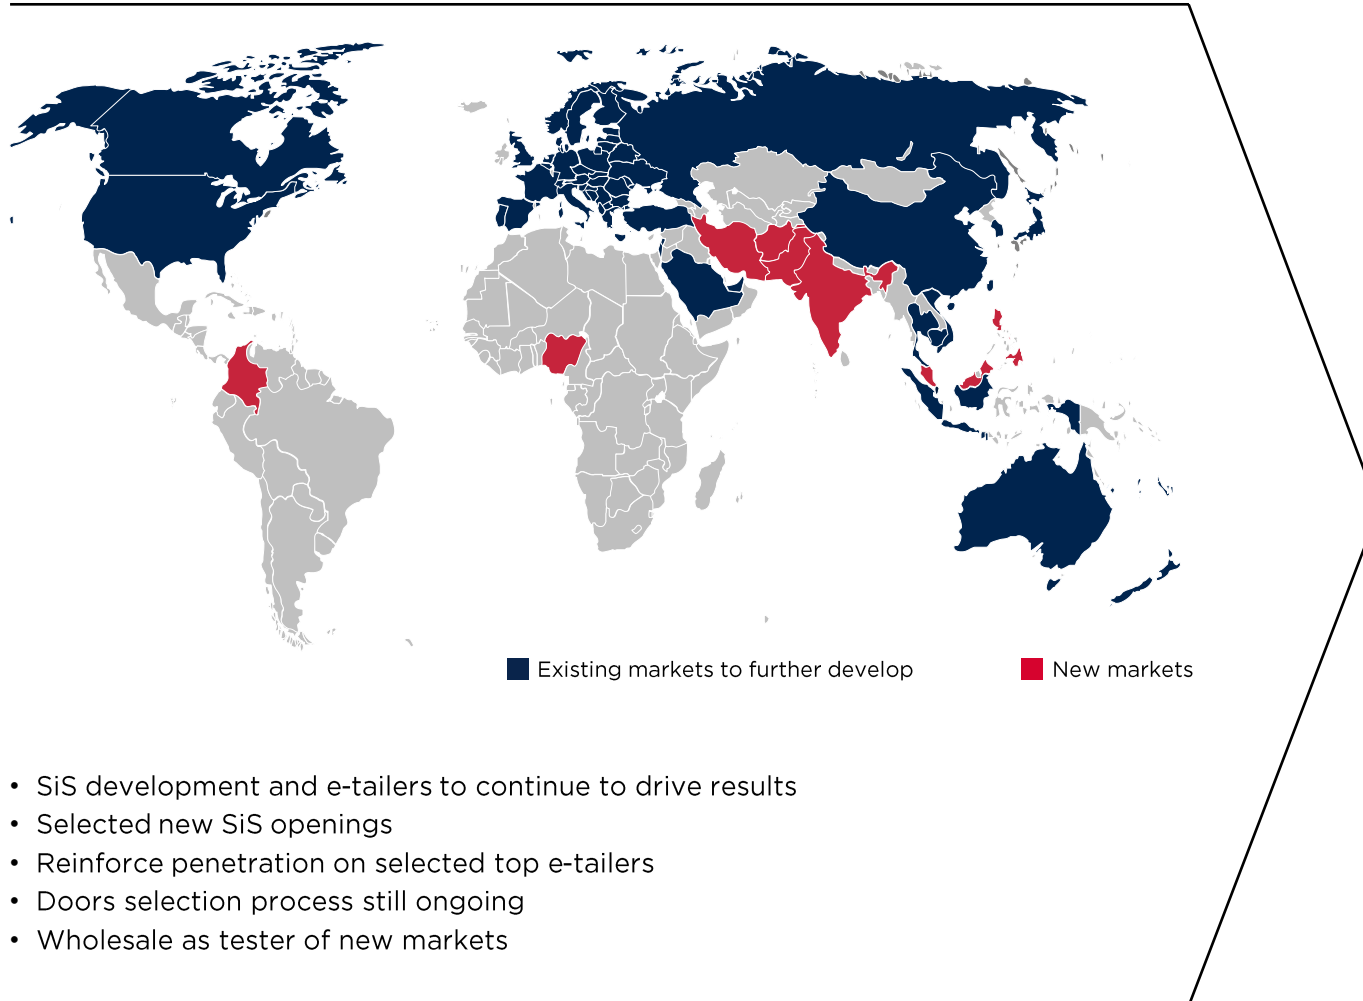 Existing markets to further develop
New markets
• SiS development and e-tailers to continue to drive results
• Selected new SiS openings
• Reinforce penetration on selected top e-tailers
• Doors selection process still ongoing
• Wholesale as tester of new markets